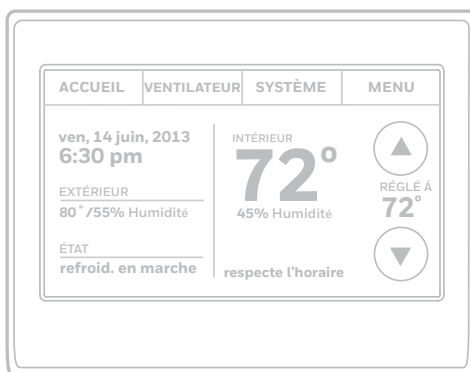 ACCUEIL VENTILATEUR SYSTÈME MENU
ven, 14 juin, 2013
6:30 pm
EXTÉRIEUR
80°/55% Humidité
ÉTAT
refroid. en marche
INTÉRIEUR
72°
45% Humidité
respecte l'horaire
RÉGLÉ Á
72°